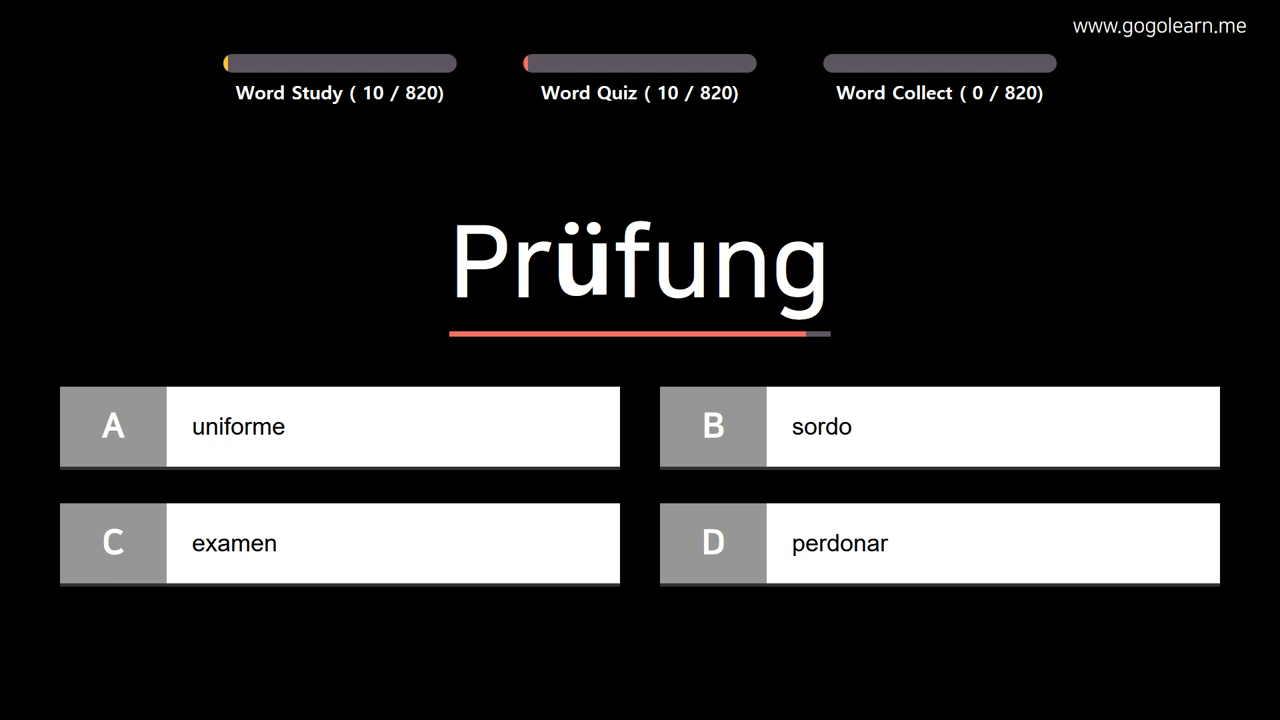 www.gogolearn.me
Word Study ( 10 / 820)
Word Quiz ( 10 / 820)
Word Collect ( 0 / 820)
Prüfung
A uniforme
B sordo
C examen
D perdonar